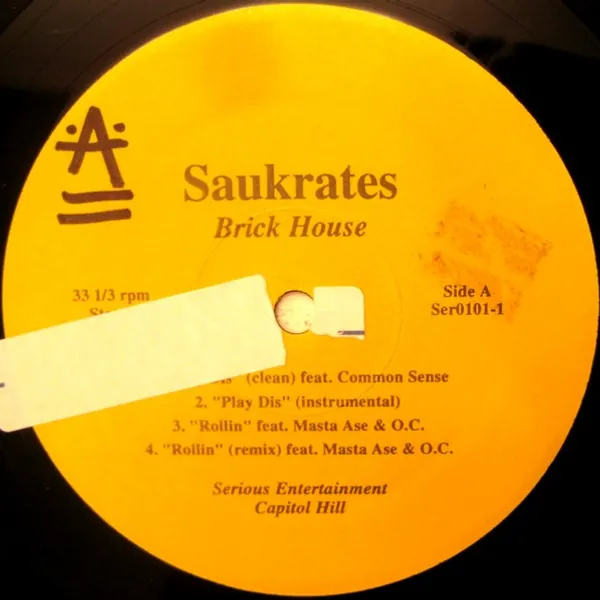 A
Saukrates
Brick House
33 1/3 rpm
Side A
Ser0101-1
(clean) feat. Common Sense
2. "Play Dis" (instrumental)
3. "Rollin" feat. Masta Ase & O.C.
4. "Rollin" (remix) feat. Masta Ase & O.C.
Serious Entertainment
Capitol Hill